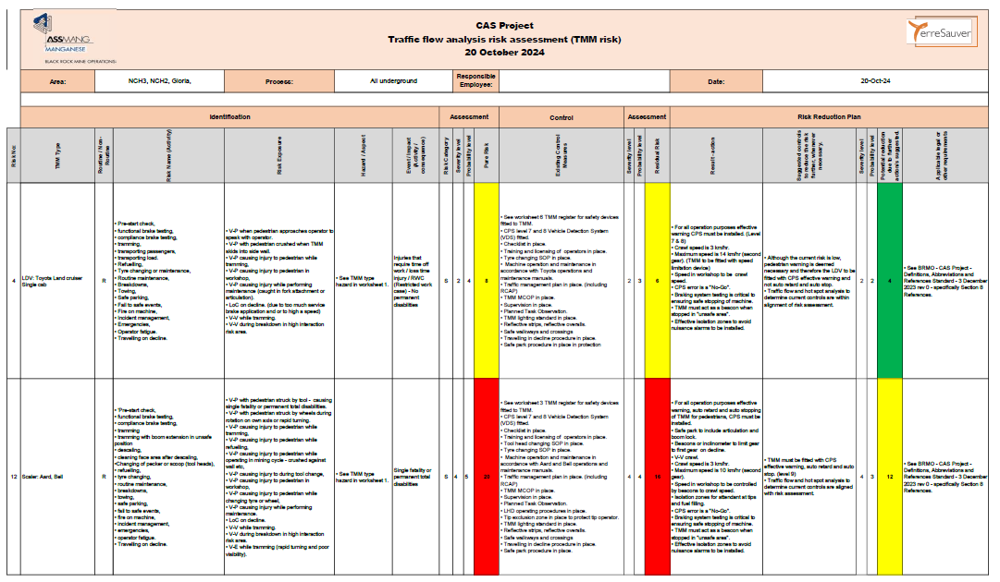 ASSMANG
MANGANESE
BLACK ROCK MINE OPERATIONS
CAS Project
Traffic flow analysis risk assessment (TMM risk)
20 October 2024
TerreSauver
Area:
NCH3, NCH2, Gloria,
Process:
All underground
Responsible
Employee:
Date:
20-Oct-24
Identification
Assessment
Control
Assessment
Risk Reduction Plan
Risk No:
TMM Type
Routine / Non-
Routine
Risk Name (Activity)
Risk Exposure
Hazard / Aspect
Event / Impact
(Activity /
consequence)
Risk Category
Severity level
Probability level
Pure Risk
Existing Control
Measures
Severity level
Probability level
Residual Risk
Result - action
Suggested controls
to reduce the risk
further, wherever
necessary.
Severity level
Probability level
Potential reduction
due to further
action's suggested.
Applicable legal or
other requirements
4
LDV: Toyota Land cruiser
Single cab
R
• Pre-start check,
• functional brake testing,
• compliance brake testing,
• tramming,
• transporting passengers,
• transporting load.
• Refuelling,
• Tyre changing or maintenance,
• Routine maintenance,
• Breakdowns,
• Towing,
• Safe parking,
• Fail to safe events,
• Fire on machine,
• Incident management,
• Emergencies,
• Operator fatigue.
• Travelling on decline.
• V-P when pedestrian approaches operator to
speak with operator.
• V-P with pedestrian crushed when TMM
skids into side wall.
• V-P causing injury to pedestrian while
tramming,
• V-P causing injury to pedestrian in
workshop,
• V-P causing injury while performing
maintenance (caught in fork attachment or
articulation).
• LoC on decline. (due to too much service
brake application and or to high a speed)
• V-V while tramming.
• V-V during breakdown in high interaction
risk area.
• See TMM type
hazard in worksheet 1.
Injuries that
require time off
work / loss time
injury / RWC
(Restricted work
case) - No
permanent
disabilities
S
2
4
8
• See worksheet 6 TMM register for safety devices
fitted to TMM.
• CPS level 7 and 8 Vehicle Detection System
(VDS) fitted.
• Checklist in place.
• Training and licensing of operators in place.
• Tyre changing SOP in place.
• Machine operation and maintenance in
accordance with Toyota operations and
maintenance manuals.
• Traffic management plan in place. (including
RCAP)
• TMM MCOP in place.
• Supervision in place.
• Planned Task Observation.
• TMM lighting standard in place.
• Reflective strips, reflective overalls.
• Safe walkways and crossings
• Travelling in decline procedure in place.
• Safe park procedure in place in protection
2
3
6
• For all operation purposes effective
warning CPS must be installed. (Level
7 & 8)
• Crawl speed is 3 km/hr.
• Maximum speed is 14 km/hr (second
gear). (TMM to be fitted with speed
limitation device)
• Speed in workshop to be crawl
speed.
• CPS error is a "No-Go".
• Braking system testing is critical to
ensuring safe stopping of machine.
• TMM must act as a beacon when
stopped in "unsafe area".
• Effective isolation zones to avoid
nuisance alarms to be installed.
• Although the current risk is low,
pedestrian warning is deemed
necessary and therefore the LDV to be
fitted with CPS effective warning and
not auto retard and auto stop.
• Traffic flow and hot spot analysis to
determine current controls are within
alignment of risk assessment.
2
2
4
• See BRMO - CAS Project -
Definitions, Abbreviations and
References Standard - 3 December
2023 rev 0 - specifically Section 8
References.
12
Scaler: Aard, Bell
R
• 'Pre-start check,
• functional brake testing,
• compliance brake testing,
• tramming
• tramming with boom extension in unsafe
position
• descaling,
• cleaning face area after descaling,
•Changing of pecker or scoop (tool heads),
• refuelling,
• tyre changing,
• routine maintenance,
• breakdowns,
• towing,
• safe parking,
• fail to safe events,
• fire on machine,
• incident management,
• emergencies,
• operator fatigue.
• Travelling on decline.
• V-P with pedestrian struck by tool - causing
single fatality or permanent total disabilities.
• V-P with pedestrian struck by wheels during
rotation on own axis or rapid turning.
• V-P causing injury to pedestrian while
tramming,
• V-P causing injury to pedestrian while
refuelling,
• V-P causing injury to pedestrian while
operating in mining cycle - crushed against
wall etc,
• V-P causing injury during tool change,
• V-P causing injury to pedestrian in
workshop,
• V-P causing injury to pedestrian while
changing tyre or wheel,
• V-P causing injury while performing
maintenance.
• LoC on decline.
• V-V while tramming.
• V-V during breakdown in high interaction
risk area.
• V-E while tramming (rapid turning and poor
visibility).
• See TMM type
hazard in worksheet 1.
Single fatality or
permanent total
disabilities
S
4
5
20
• See worksheet 3 TMM register for safety devices
fitted to TMM.
• CPS level 7 and 8 Vehicle Detection System
(VDS) fitted.
• Checklist in place.
• Training and licensing of operators in place.
• Tool head changing SOP in place.
• Tyre changing SOP in place.
• Machine operation and maintenance in
accordance with Aard and Bell operations and
maintenance manuals.
• Traffic management plan in place. (including
RCAP)
• TMM MCOP in place.
• Supervision in place.
• Planned Task Observation.
• LHD operating procedures in place.
• Tip exclusion zone in place to protect tip operator.
• TMM lighting standard in place.
• Reflective strips, reflective overalls.
• Safe walkways and crossings
• Travelling in decline procedure in place.
• Safe park procedure in place.
4
4
16
• For all operation purposes effective
warning, auto retard and auto stopping
of TMM for pedestrians, CPS must be
installed.
• Safe park to include articulation and
boom lock.
• Beacons or inclinometer to limit gear
to first gear on decline.
• V-V crawl.
• Crawl speed is 3 km/hr.
• Maximum speed is 10 km/hr (second
gear).
• Speed in workshop to be controlled
by beacons to crawl speed.
• Isolation zones for attendant at tips
and fuel filling.
• CPS error is a "No-Go".
• Braking system testing is critical to
ensuring safe stopping of machine.
• TMM must act as a beacon when
stopped in "unsafe area".
• Effective isolation zones to avoid
nuisance alarms to be installed.
• TMM must be fitted with CPS
effective warning, auto retard and auto
stop. (level 9)
• Traffic flow and hot spot analysis to
determine current controls are aligned
with risk assessment.
4
3
12
• See BRMO - CAS Project -
Definitions, Abbreviations and
References Standard - 3 December
2023 rev 0 - specifically Section 8
References.